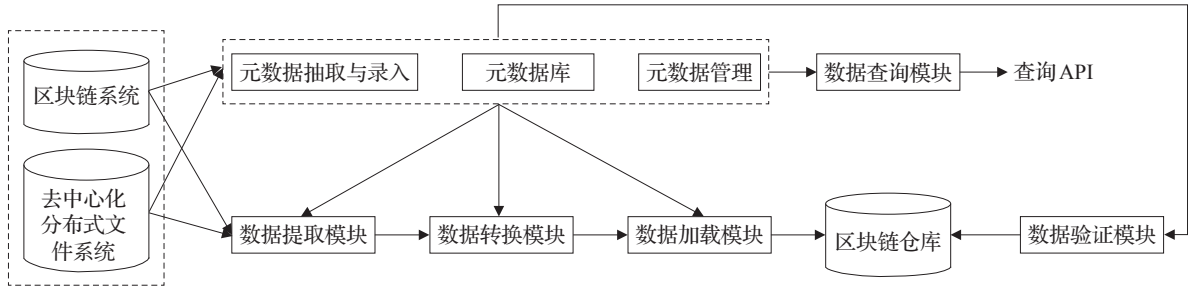 区块链系统
去中心化
分布式文
件系统
元数据抽取与录入
元数据库
元数据管理
数据查询模块
查询API
数据提取模块
数据转换模块
数据加载模块
区块链仓库
数据验证模块